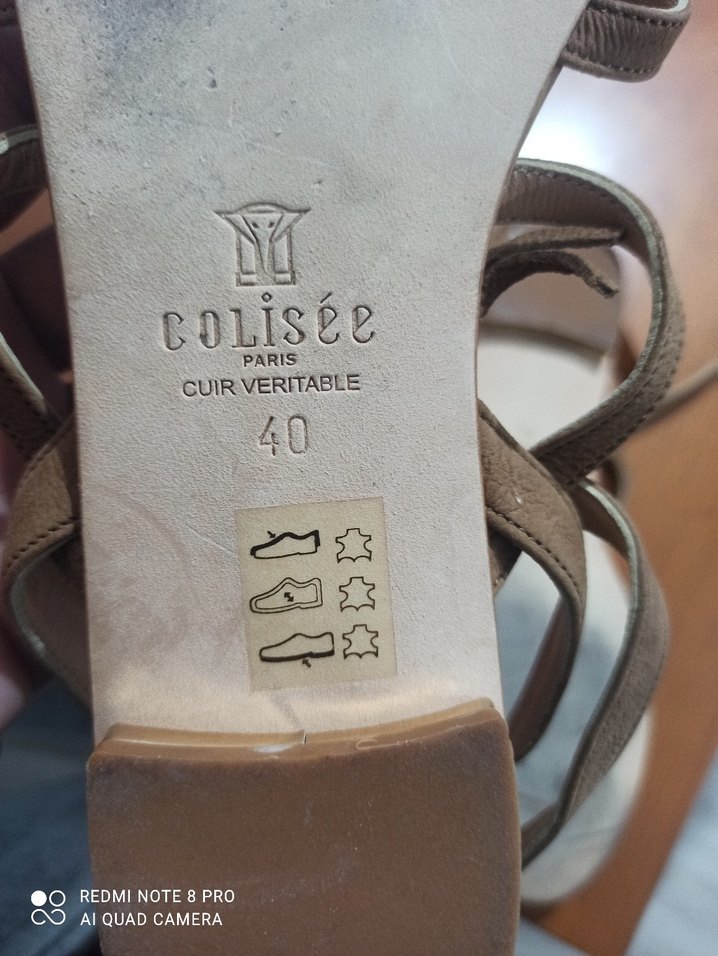 COLiSée
PARIS
CUIR VERITABLE
40
REDMI NOTE 8 PRO
AI QUAD CAMERA